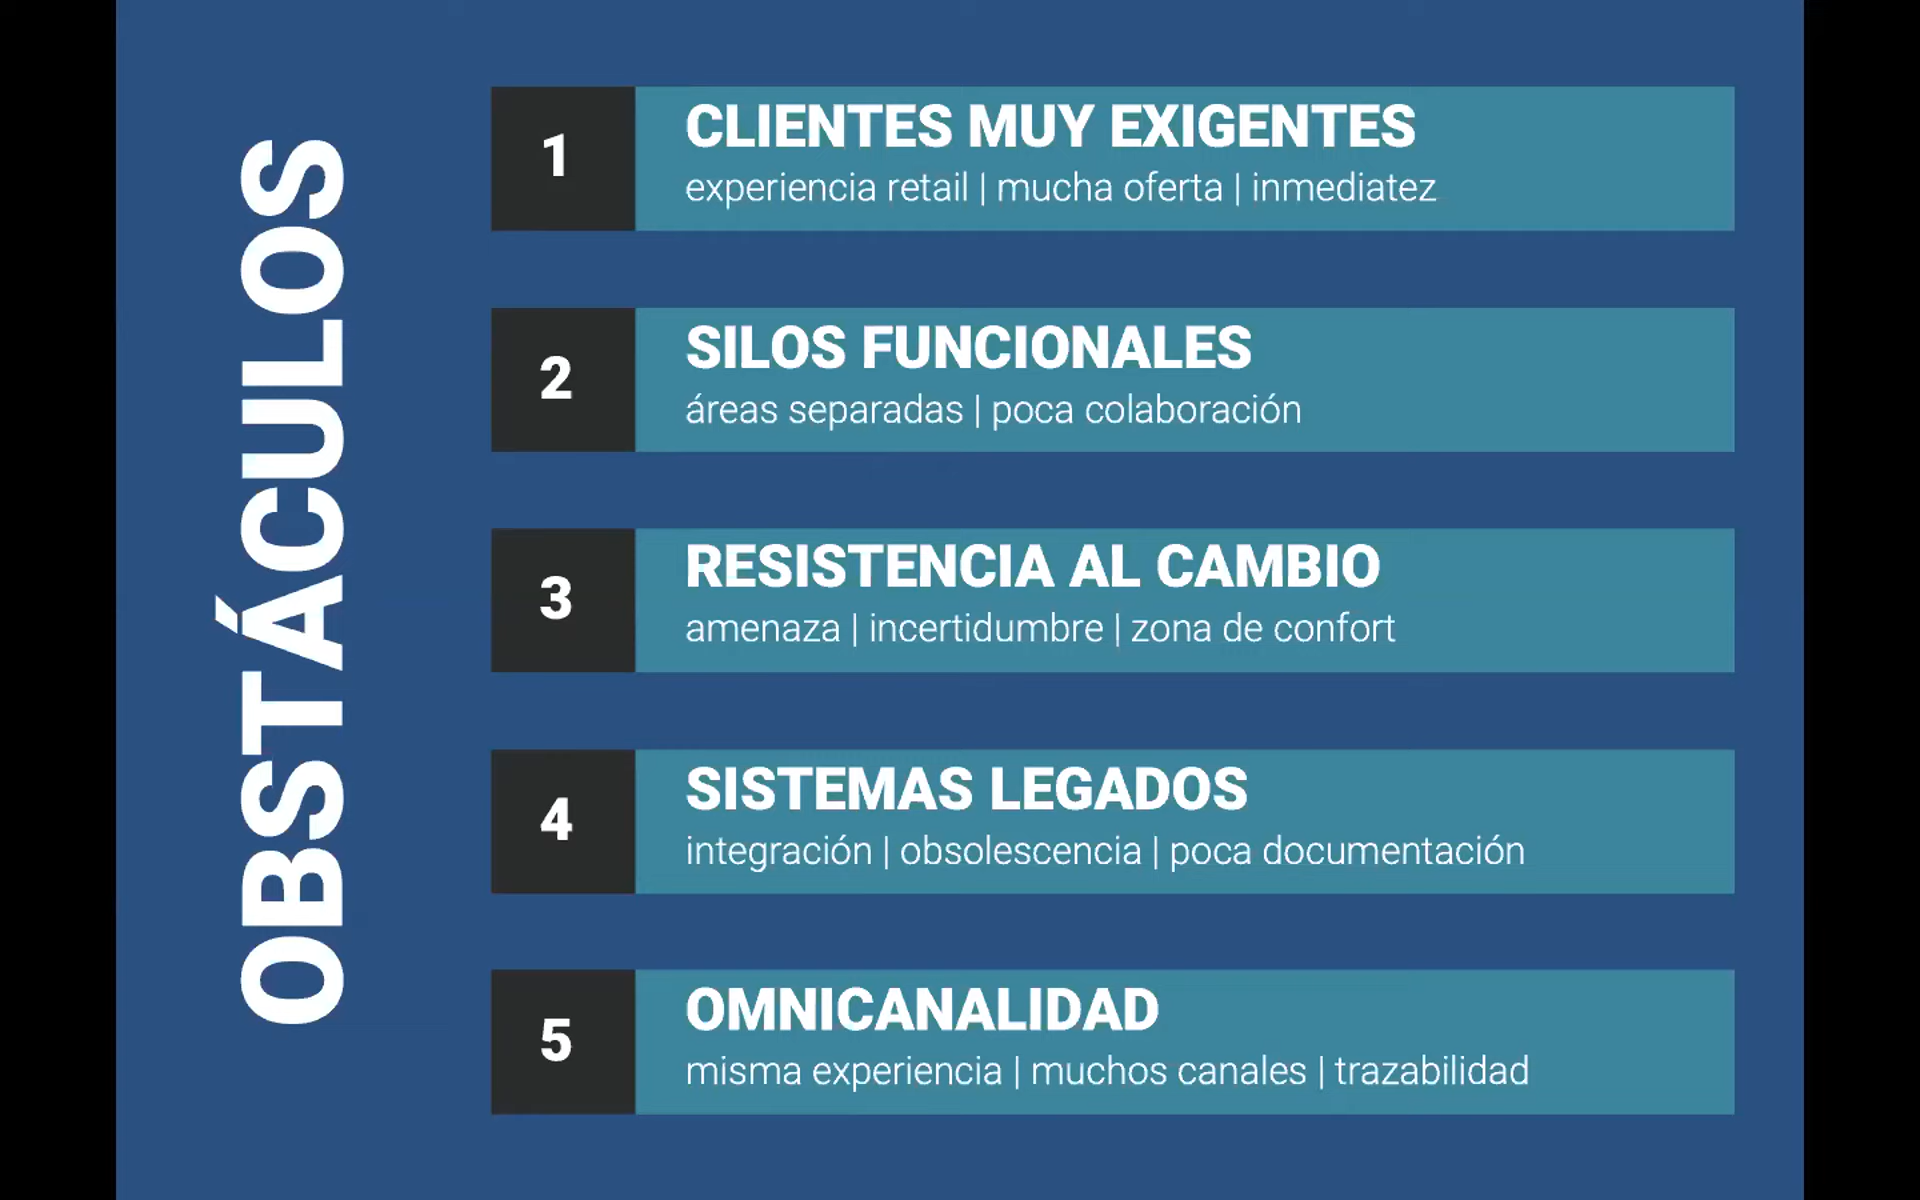 OBSTÁCULOS
1
CLIENTES MUY EXIGENTES
experiencia retail | mucha oferta | inmediatez
2
SILOS FUNCIONALES
áreas separadas | poca colaboración
3
RESISTENCIA AL CAMBIO
amenaza | incertidumbre | zona de confort
4
SISTEMAS LEGADOS
integración | obsolescencia | poca documentación
5
OMNICANALIDAD
misma experiencia | muchos canales | trazabilidad